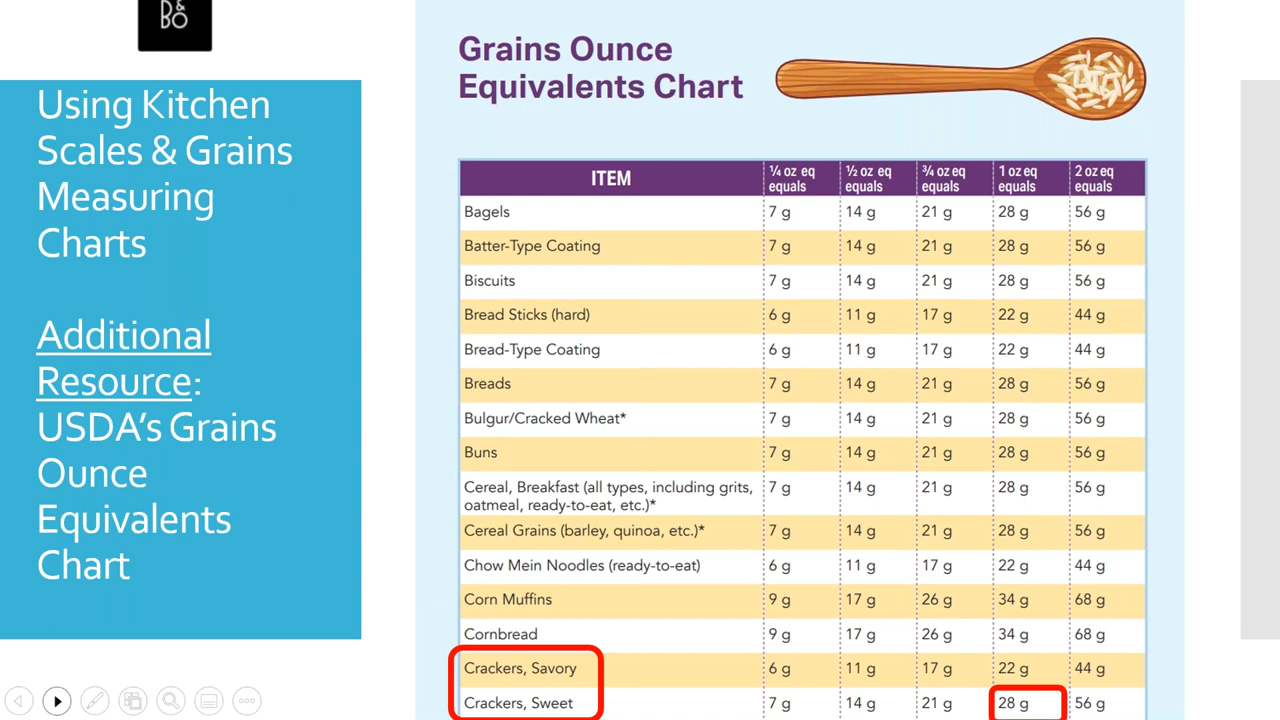 B&
BO
Using Kitchen
Scales & Grains
Measuring
Charts
Additional
Resource:
USDA's Grains
Ounce
Equivalents
Chart
Grains Ounce
Equivalents Chart
ITEM ¼ oz eq equals ½ oz eq equals ¾ oz eq equals 1 oz eq equals 2 oz eq equals
Bagels 7 g 14 g 21 g 28 g 56 g
Batter-Type Coating 7 g 14 g 21 g 28 g 56 g
Biscuits 7 g 14 g 21 g 28 g 56 g
Bread Sticks (hard) 6 g 11 g 17 g 22 g 44 g
Bread-Type Coating 6 g 11 g 17 g 22 g 44 g
Breads 7 g 14 g 21 g 28 g 56 g
Bulgur/Cracked Wheat* 7 g 14 g 21 g 28 g 56 g
Buns 7 g 14 g 21 g 28 g 56 g
Cereal, Breakfast (all types, including grits, 7 g 14 g 21 g 28 g 56 g
oatmeal, ready-to-eat, etc.)*
Cereal Grains (barley, quinoa, etc.)* 7 g 14 g 21 g 28 g 56 g
Chow Mein Noodles (ready-to-eat) 6 g 11 g 17 g 22 g 44 g
Corn Muffins 9 g 17 g 26 g 34 g 68 g
Cornbread 9 g 17 g 26 g 34 g 68 g
Crackers, Savory 6 g 11 g 17 g 22 g 44 g
Crackers, Sweet 7 g 14 g 21 g 28 g 56 g